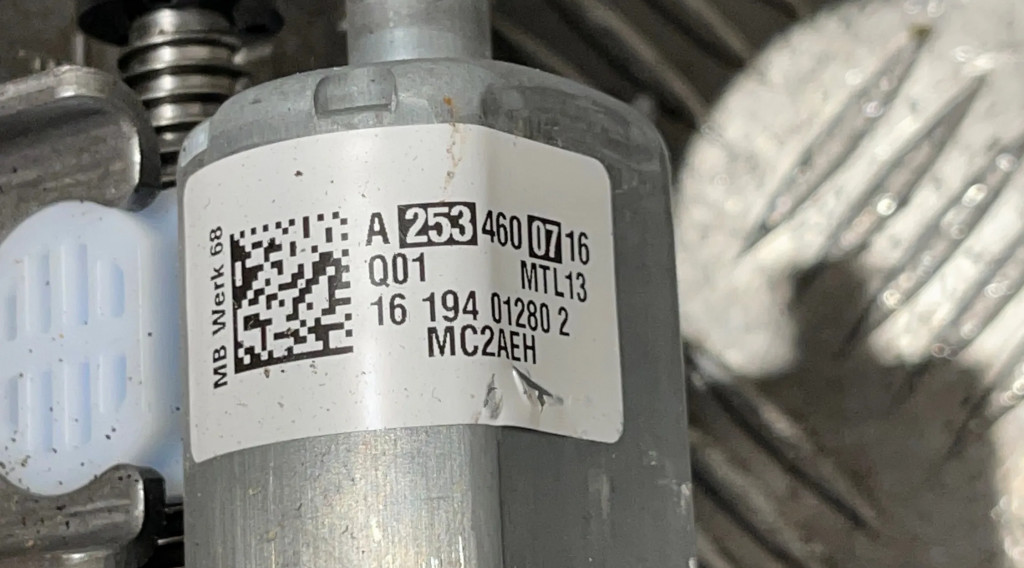 MB Werk 68
A 253 460 07 16
Q01 MTL13
16 194 01280 2
MC2AEH